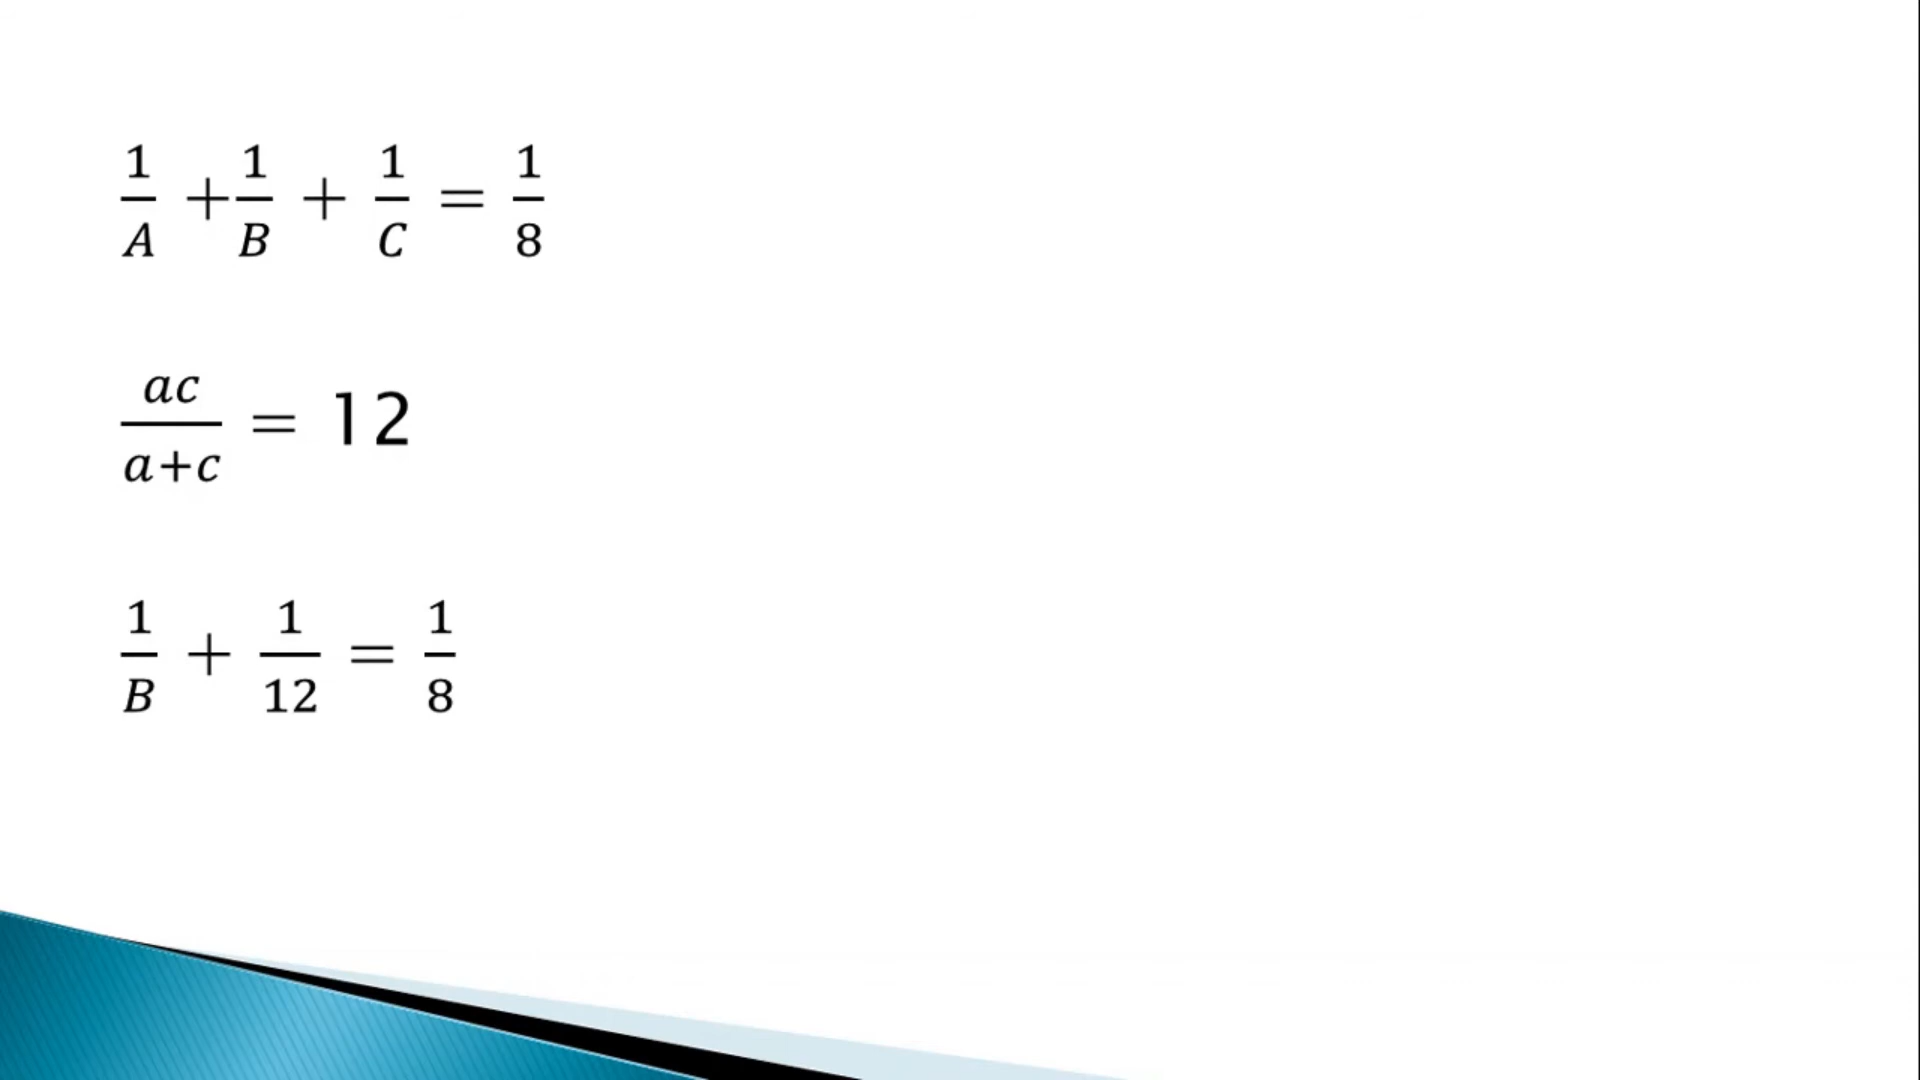 1/A + 1/B + 1/C = 1/8
ac/a+c = 12
1/B + 1/12 = 1/8